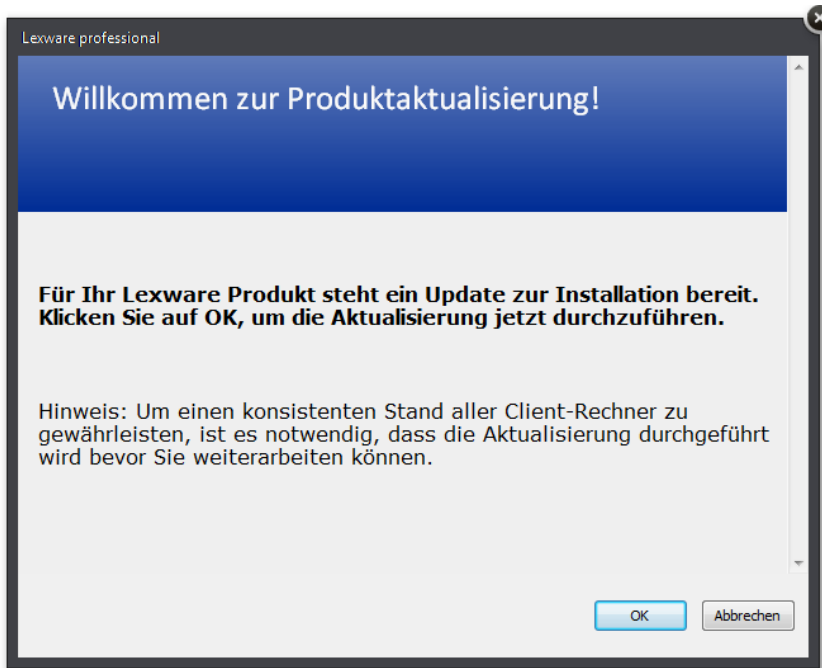 Lexware professional
Willkommen zur Produktaktualisierung!
Für Ihr Lexware Produkt steht ein Update zur Installation bereit.
Klicken Sie auf OK, um die Aktualisierung jetzt durchzuführen.
Hinweis: Um einen konsistenten Stand aller Client-Rechner zu
gewährleisten, ist es notwendig, dass die Aktualisierung durchgeführt
wird bevor Sie weiterarbeiten können.
OK
Abbrechen